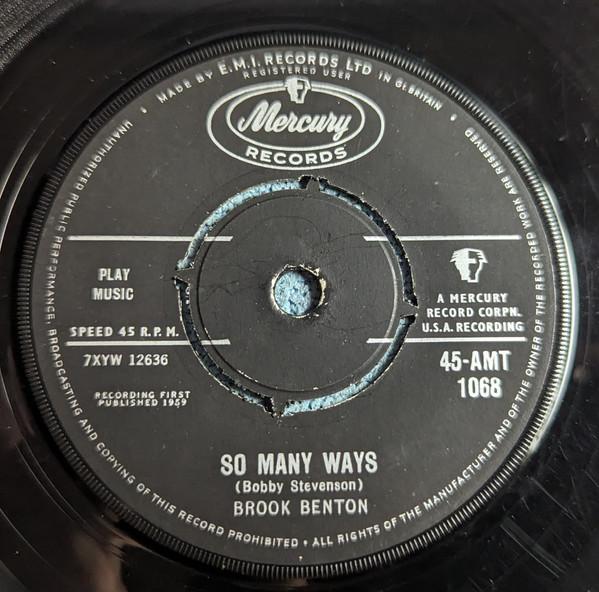 MADE BY E.M.I. RECORDS LTD IN GT. BRITAIN
REGISTERED USER
Mercury
RECORDS
PLAY
MUSIC
SPEED 45 R.P.M.
7XYW 12636
RECORDING FIRST
PUBLISHED 1959
A MERCURY
RECORD CORPN.
U.S.A. RECORDING
45-AMT
1068
SO MANY WAYS
(Bobby Stevenson)
BROOK BENTON
UNAUTHORIZED PUBLIC PERFORMANCE, BROADCASTING AND COPYING OF THIS RECORD PROHIBITED • ALL RIGHTS OF THE MANUFACTURER AND OF THE OWNER OF THE RECORDED WORK ARE RESERVED